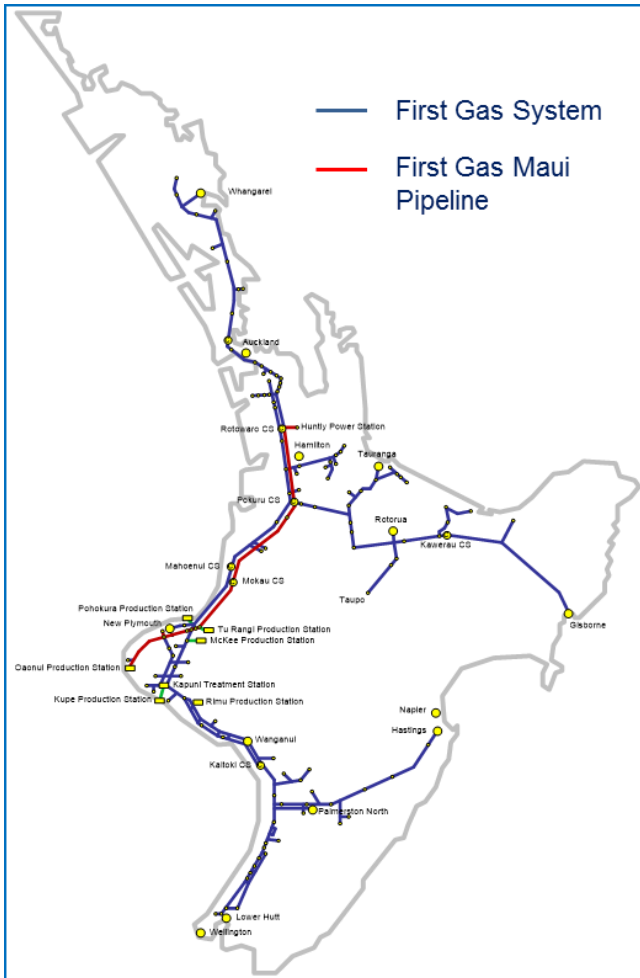 First Gas System
First Gas Maui
Pipeline
Whangarei
Auckland
Rotowaro CS
Huntly Power Station
Hamilton
Tauranga
Pokuru CS
Rotorua
Kawerau CS
Mahoenui CS
Mokau CS
Taupo
Pohokura Production Station
New Plymouth
Tu Rangi Production Station
Gisborne
McKee Production Station
Oaonui Production Station
Kapuni Treatment Station
Kupe Production Station
Rimu Production Station
Napier
Hastings
Wanganui
Kaitoki CS
Palmerston North
Lower Hutt
Wellington